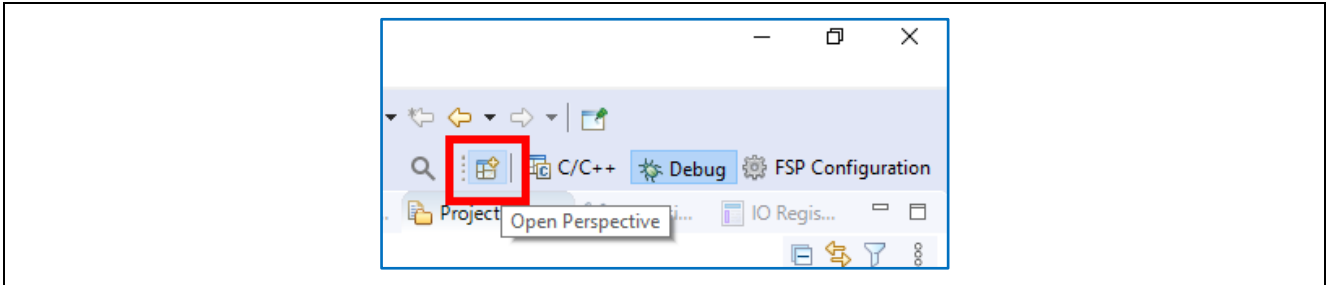 C/C++ Debug FSP Configuration
Project IO Regis...
Open Perspective